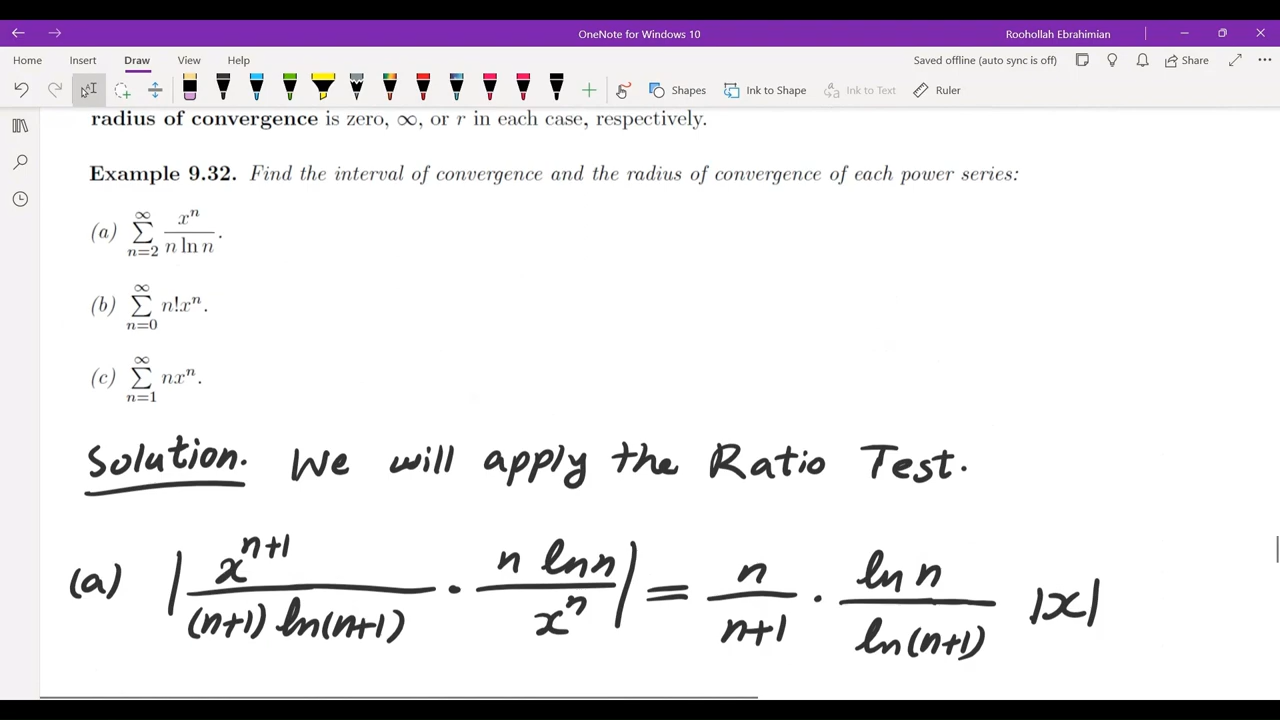 OneNote for Windows 10
Roohollah Ebrahimian
Home Insert Draw View Help
Saved offline (auto sync is off)
Share
Shapes
Ink to Shape
Ink to Text
Ruler
radius of convergence is zero, ∞, or r in each case, respectively.
Example 9.32. Find the interval of convergence and the radius of convergence of each power series:
(a) ∑_{n=2}^{∞} x^n / (n ln n).
(b) ∑_{n=0}^{∞} n!x^n.
(c) ∑_{n=1}^{∞} nx^n.
Solution. We will apply the Ratio Test.
(a) | x^{n+1} / ((n+1) ln(n+1)) · (n ln n) / x^n | = n/(n+1) · ln n / ln(n+1) |x|